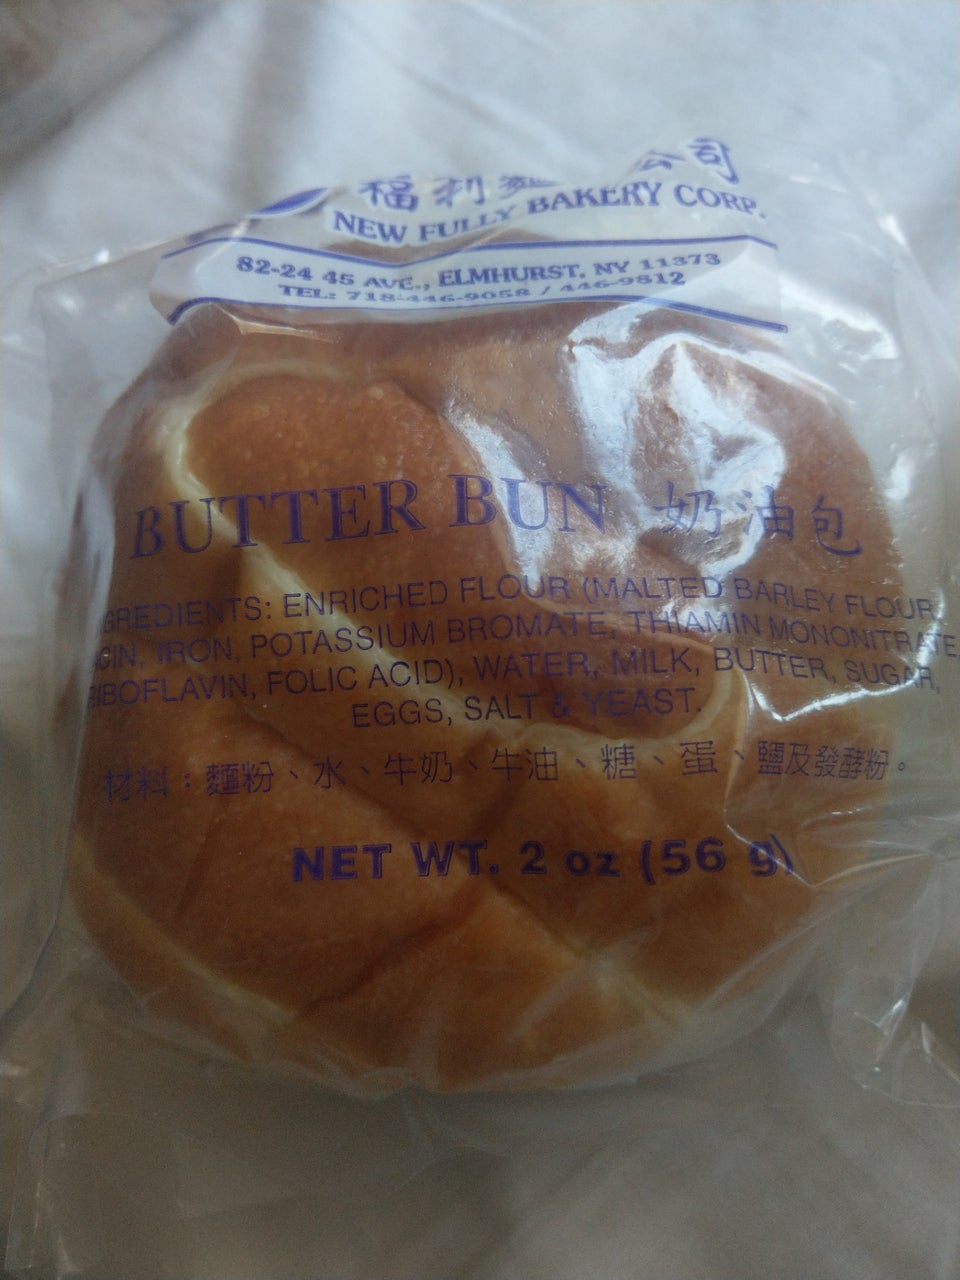 福利麵 公司
NEW FULLY BAKERY CORP.
82-24 45 AVE., ELMHURST, NY 11373
TEL: 718-446-9058 / 446-9812
BUTTER BUN 奶油包
GREDIENTS: ENRICHED FLOUR (MALTED BARLEY FLOUR,
CIN, IRON, POTASSIUM BROMATE, THIAMIN MONONITRATE
RIBOFLAVIN, FOLIC ACID), WATER, MILK, BUTTER, SUGAR,
EGGS, SALT & YEAST.
材料：麵粉、水、牛奶、牛油、糖、蛋、鹽及發酵粉。
NET WT. 2 oz (56 g)